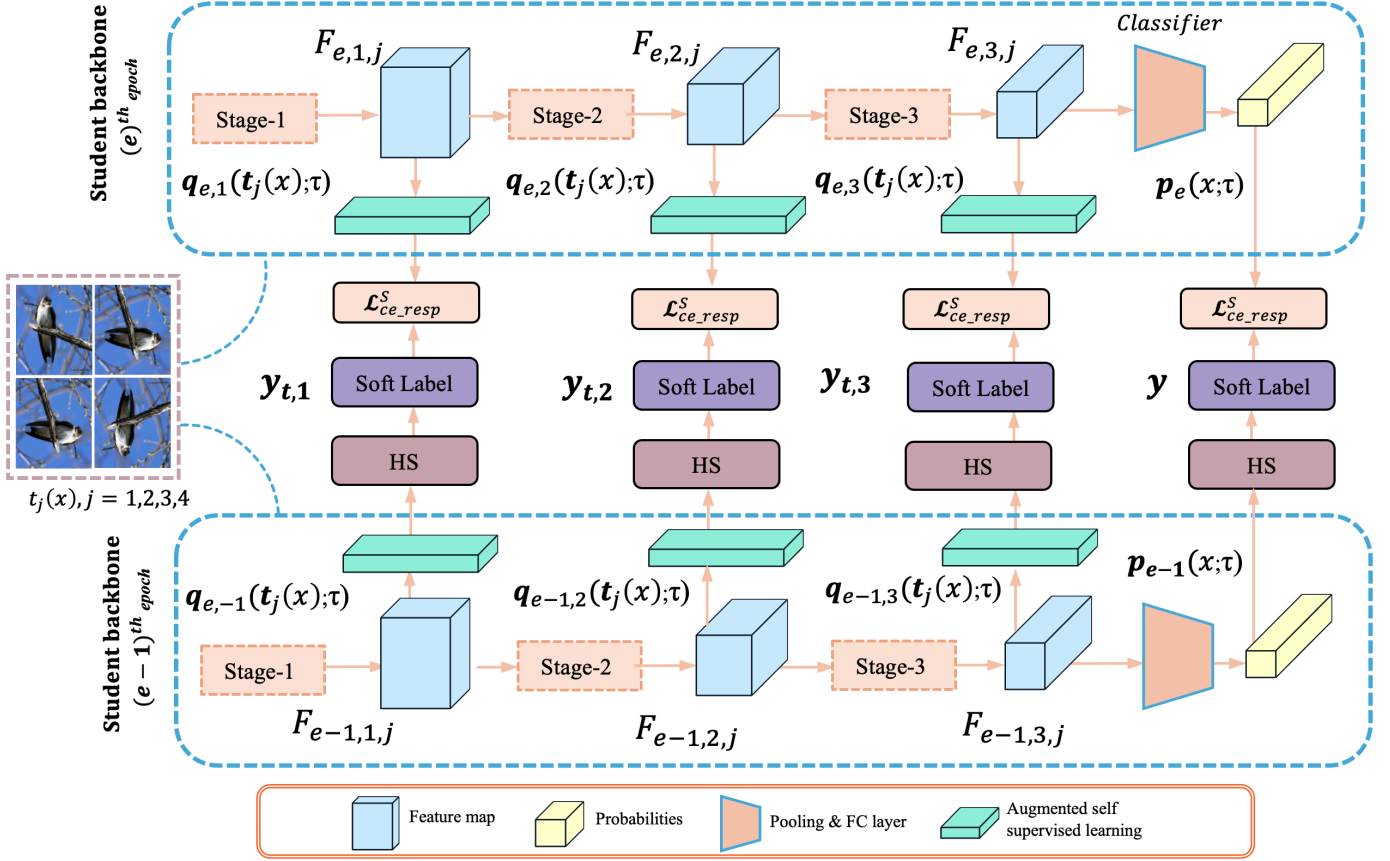 Student backbone
(e)^th epoch
Classifier
F_{e,1,j}
F_{e,2,j}
F_{e,3,j}
Stage-1
Stage-2
Stage-3
q_{e,1}(t_j(x);τ)
q_{e,2}(t_j(x);τ)
q_{e,3}(t_j(x);τ)
p_e(x;τ)
ℒ^S_{ce_resp}
ℒ^S_{ce_resp}
ℒ^S_{ce_resp}
ℒ^S_{ce_resp}
y_{t,1}
Soft Label
y_{t,2}
Soft Label
y_{t,3}
Soft Label
y
Soft Label
HS
HS
HS
HS
t_j(x), j = 1,2,3,4
Student backbone
(e − 1)^th epoch
q_{e,−1}(t_j(x);τ)
q_{e−1,2}(t_j(x);τ)
q_{e−1,3}(t_j(x);τ)
p_{e−1}(x;τ)
Stage-1
Stage-2
Stage-3
F_{e−1,1,j}
F_{e−1,2,j}
F_{e−1,3,j}
Feature map
Probabilities
Pooling & FC layer
Augmented self
supervised learning